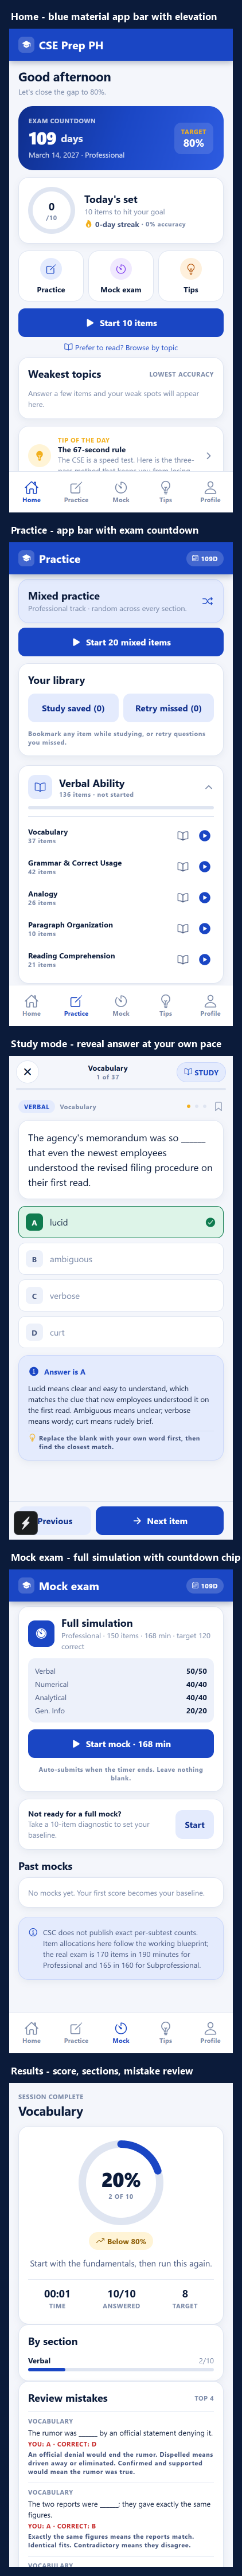 Home - blue material app bar with elevation
CSE Prep PH
Good afternoon
Let's close the gap to 80%.
EXAM COUNTDOWN
109 days
March 14, 2027 · Professional
TARGET
80%
0
/10
Today's set
10 items to hit your goal
0-day streak · 0% accuracy
Practice
Mock exam
Tips
Start 10 items
Prefer to read? Browse by topic
Weakest topics
LOWEST ACCURACY
Answer a few items and your weak spots will appear
here.
TIP OF THE DAY
The 67-second rule
The CSE is a speed test. Here is the three-
pass method that keeps you from losing
Home
Practice
Mock
Tips
Profile
Practice - app bar with exam countdown
Practice
109D
Mixed practice
Professional track · random across every section.
Start 20 mixed items
Your library
Study saved (0)
Retry missed (0)
Bookmark any item while studying, or retry questions
you missed.
Verbal Ability
136 items · not started
Vocabulary
37 items
Grammar & Correct Usage
42 items
Analogy
26 items
Paragraph Organization
10 items
Reading Comprehension
21 items
Home
Practice
Mock
Tips
Profile
Study mode - reveal answer at your own pace
Vocabulary
1 of 37
STUDY
VERBAL
Vocabulary
The agency's memorandum was so _____
that even the newest employees
understood the revised filing procedure on
their first read.
A
lucid
B
ambiguous
C
verbose
D
curt
Answer is A
Lucid means clear and easy to understand, which
matches the clue that new employees understood it on
the first read. Ambiguous means unclear; verbose
means wordy; curt means rudely brief.
Replace the blank with your own word first, then
find the closest match.
Previous
Next item
Mock exam - full simulation with countdown chip
Mock exam
109D
Full simulation
Professional · 150 items · 168 min · target 120
correct
Verbal
50/50
Numerical
40/40
Analytical
40/40
Gen. Info
20/20
Start mock · 168 min
Auto-submits when the timer ends. Leave nothing
blank.
Not ready for a full mock?
Take a 10-item diagnostic to set your
baseline.
Start
Past mocks
No mocks yet. Your first score becomes your baseline.
CSC does not publish exact per-subtest counts.
Item allocations here follow the working blueprint;
the real exam is 170 items in 190 minutes for
Professional and 165 in 160 for Subprofessional.
Home
Practice
Mock
Tips
Profile
Results - score, sections, mistake review
SESSION COMPLETE
Vocabulary
20%
2 OF 10
Below 80%
Start with the fundamentals, then run this again.
00:01
TIME
10/10
ANSWERED
8
TARGET
By section
Verbal
2/10
Review mistakes
TOP 4
VOCABULARY
The rumor was _____ by an official statement denying it.
YOU: A · CORRECT: D
An official denial would end the rumor. Dispelled means
driven away or eliminated. Confirmed and supported
would mean the rumor was true.
VOCABULARY
The two reports were _____; they gave exactly the same
figures.
YOU: A · CORRECT: B
Exactly the same figures means the reports match.
Identical fits. Contradictory means they disagree.
VOCABULARY